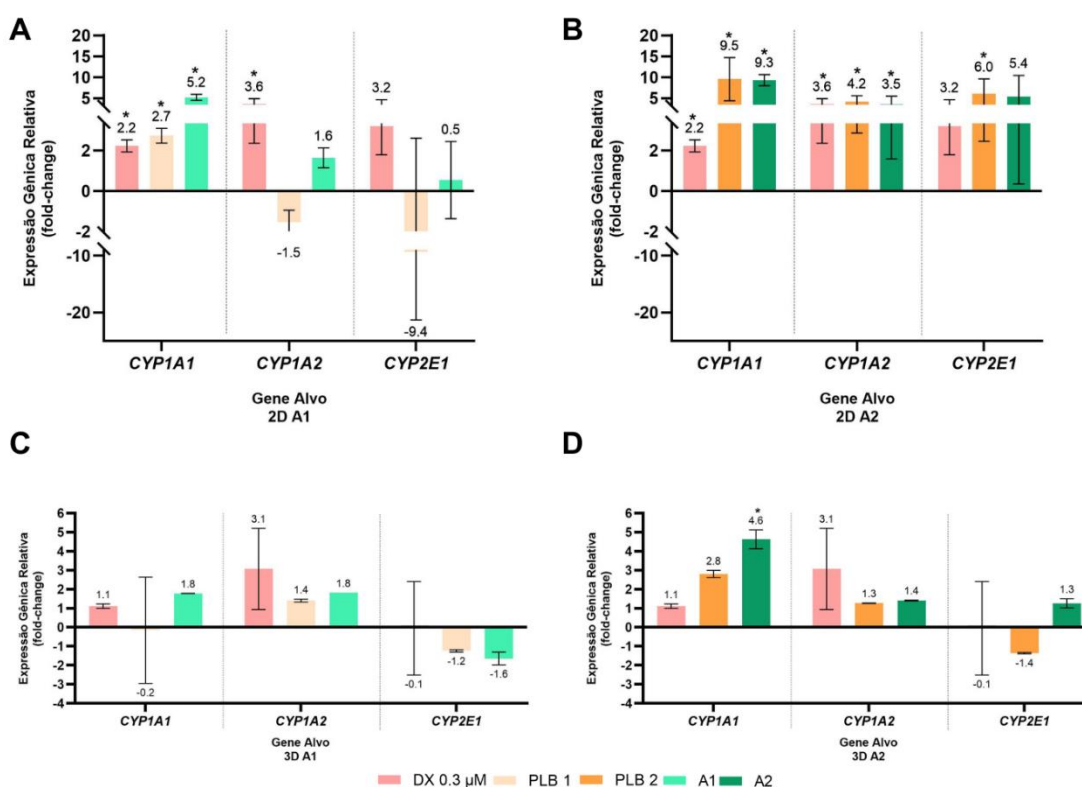 A
Expressão Gênica Relativa
(fold-change)
20
15
10
5
2
0
-2
-10
-20
*
2.2
*
2.7
*
5.2
*
3.6
-1.5
1.6
3.2
-9.4
0.5
CYP1A1
CYP1A2
CYP2E1
Gene Alvo
2D A1
B
Expressão Gênica Relativa
(fold-change)
20
15
10
5
2
0
-2
-10
-20
*
2.2
*
9.5
*
9.3
*
3.6
*
4.2
*
3.5
3.2
*
6.0
5.4
CYP1A1
CYP1A2
CYP2E1
Gene Alvo
2D A2
C
Expressão Gênica Relativa
(fold-change)
6
5
4
3
2
1
0
-1
-2
-3
-4
1.1
-0.2
1.8
3.1
1.4
1.8
-0.1
-1.2
-1.6
CYP1A1
CYP1A2
CYP2E1
Gene Alvo
3D A1
D
Expressão Gênica Relativa
(fold-change)
6
5
4
3
2
1
0
-1
-2
-3
-4
1.1
2.8
*
4.6
3.1
1.3
1.4
-0.1
-1.4
1.3
CYP1A1
CYP1A2
CYP2E1
Gene Alvo
3D A2
DX 0.3 µM PLB 1 PLB 2 A1 A2